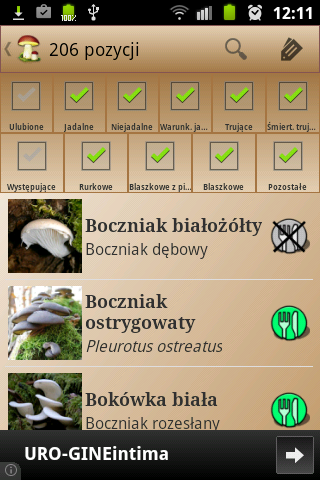 100%
12:11
206 pozycji
Ulubione
Jadalne
Niejadalne
Warunk. ja...
Trujące
Śmiert. truj...
Występujące
Rurkowe
Blaszkowe z pi...
Blaszkowe
Pozostałe
Boczniak białożółty
Boczniak dębowy
Boczniak
ostrygowaty
Pleurotus ostreatus
Bokówka biała
Boczniak rozesłany
URO-GINEintima